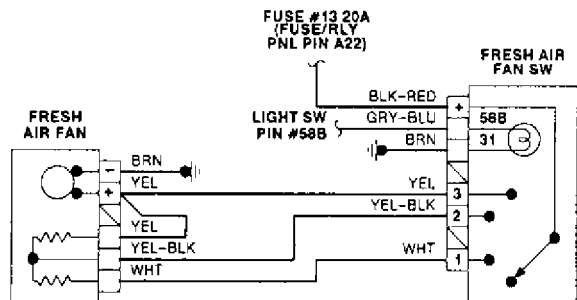 FUSE #13 20A
(FUSE/RLY
PNL PIN A22)
FRESH AIR
FAN SW
BLK-RED
+
LIGHT SW
PIN #58B
GRY-BLU
58B
BRN
31
FRESH
AIR FAN
-
BRN
+
YEL
YEL
3
YEL-BLK
2
YEL
YEL-BLK
WHT
WHT
1